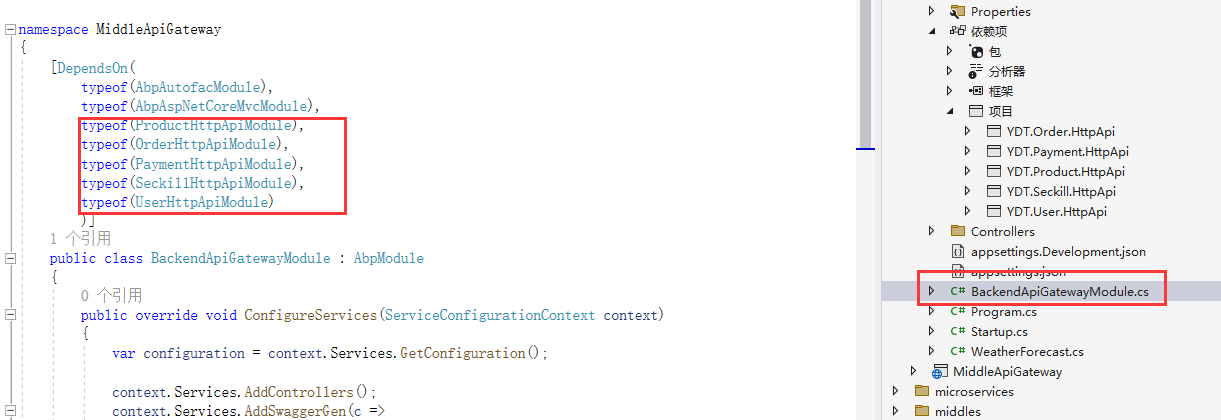 namespace MiddleApiGateway
{
[DependsOn(
typeof(AbpAutofacModule),
typeof(AbpAspNetCoreMvcModule),
typeof(ProductHttpApiModule),
typeof(OrderHttpApiModule),
typeof(PaymentHttpApiModule),
typeof(SeckillHttpApiModule),
typeof(UserHttpApiModule)
)]
1 个引用
public class BackendApiGatewayModule : AbpModule
{
0 个引用
public override void ConfigureServices(ServiceConfigurationContext context)
{
var configuration = context.Services.GetConfiguration();
context.Services.AddControllers();
context.Services.AddSwaggerGen(c =>
Properties
依赖项
包
分析器
框架
项目
YDT.Order.HttpApi
YDT.Payment.HttpApi
YDT.Product.HttpApi
YDT.Seckill.HttpApi
YDT.User.HttpApi
Controllers
appsettings.Development.json
appsettings.json
C# BackendApiGatewayModule.cs
C# Program.cs
C# Startup.cs
C# WeatherForecast.cs
MiddleApiGateway
microservices
middles